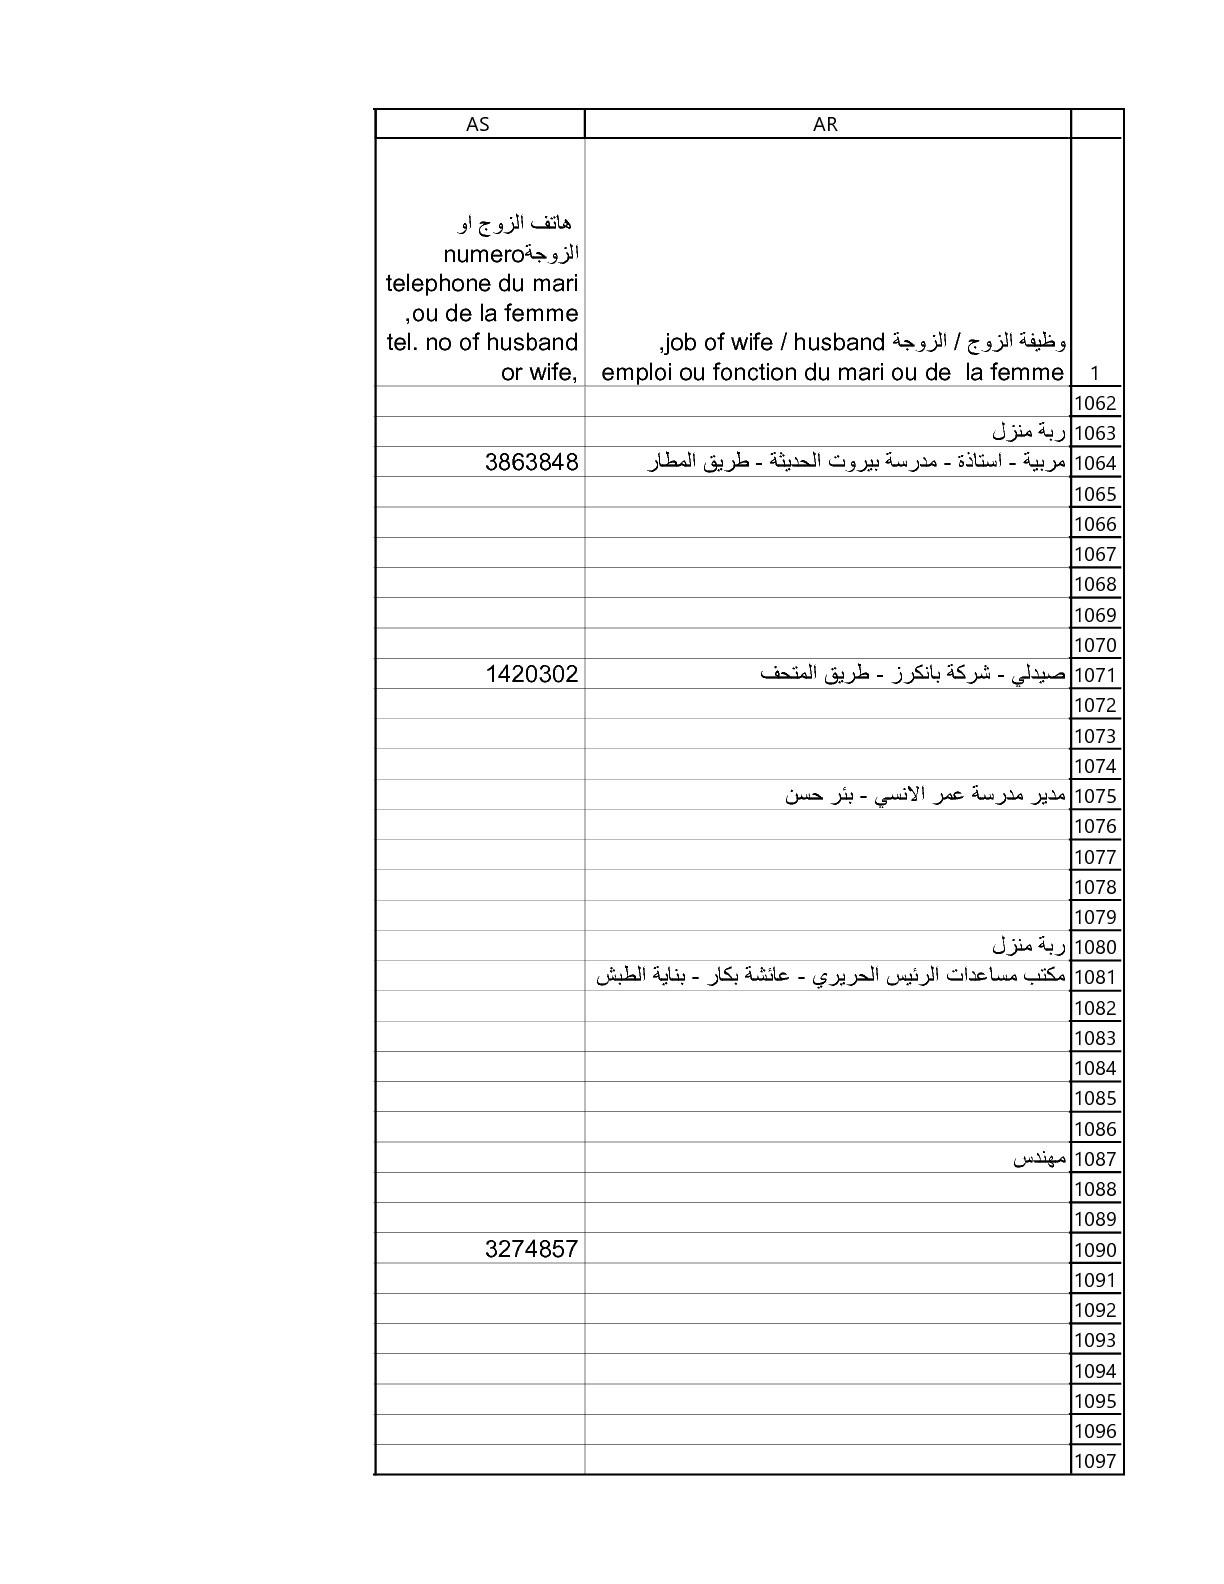 AR AS
وظيفة الزوج / الزوجة job of wife / husband,
emploi ou fonction du mari ou de la femme
هاتف الزوج او
الزوجةnumero
telephone du mari
ou de la femme,
tel. no of husband
or wife,
1
1062
1063 ربة منزل
1064 مربية - استاذة - مدرسة بيروت الحديثة - طريق المطار 3863848
1065
1066
1067
1068
1069
1070
1071 صيدلي - شركة بانكرز - طريق المتحف 1420302
1072
1073
1074
1075 مدير مدرسة عمر الانسي - بئر حسن
1076
1077
1078
1079
1080 ربة منزل
1081 مكتب مساعدات الرئيس الحريري - عائشة بكار - بناية الطبش
1082
1083
1084
1085
1086
1087 مهندس
1088
1089
1090 3274857
1091
1092
1093
1094
1095
1096
1097